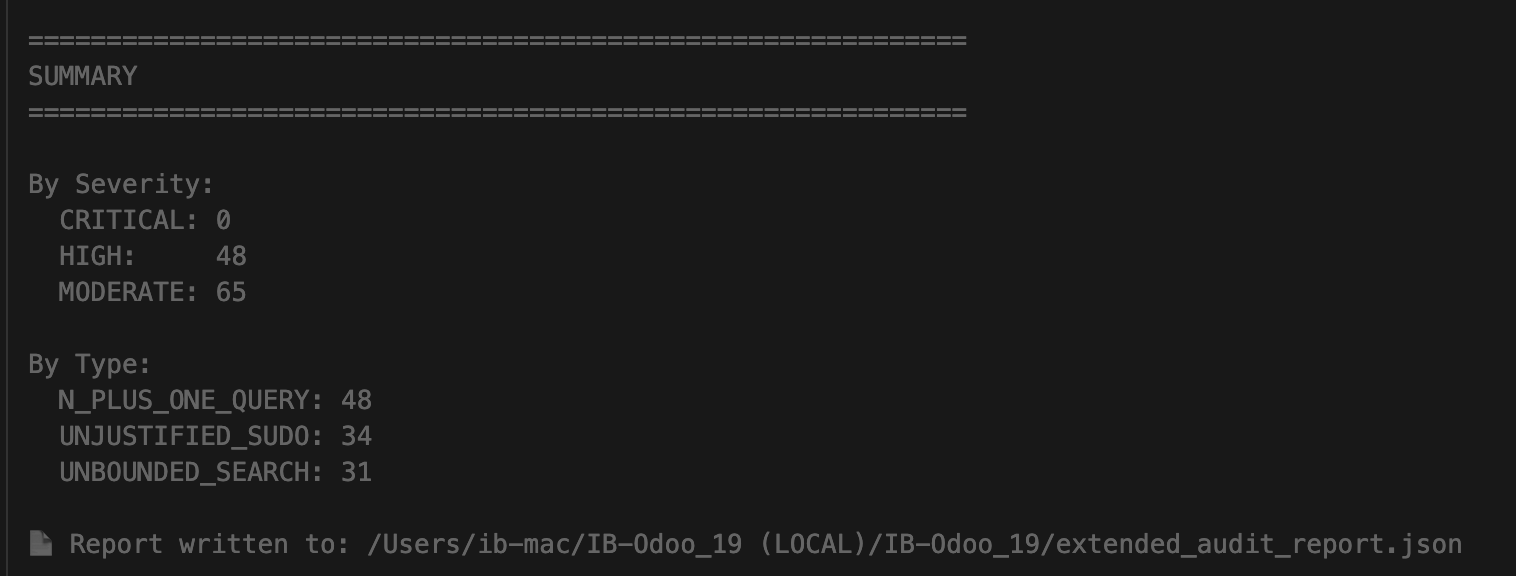 ============================================================
SUMMARY
============================================================
By Severity:
CRITICAL: 0
HIGH:     48
MODERATE: 65
By Type:
N_PLUS_ONE_QUERY: 48
UNJUSTIFIED_SUDO: 34
UNBOUNDED_SEARCH: 31
Report written to: /Users/ib-mac/IB-Odoo_19 (LOCAL)/IB-Odoo_19/extended_audit_report.json